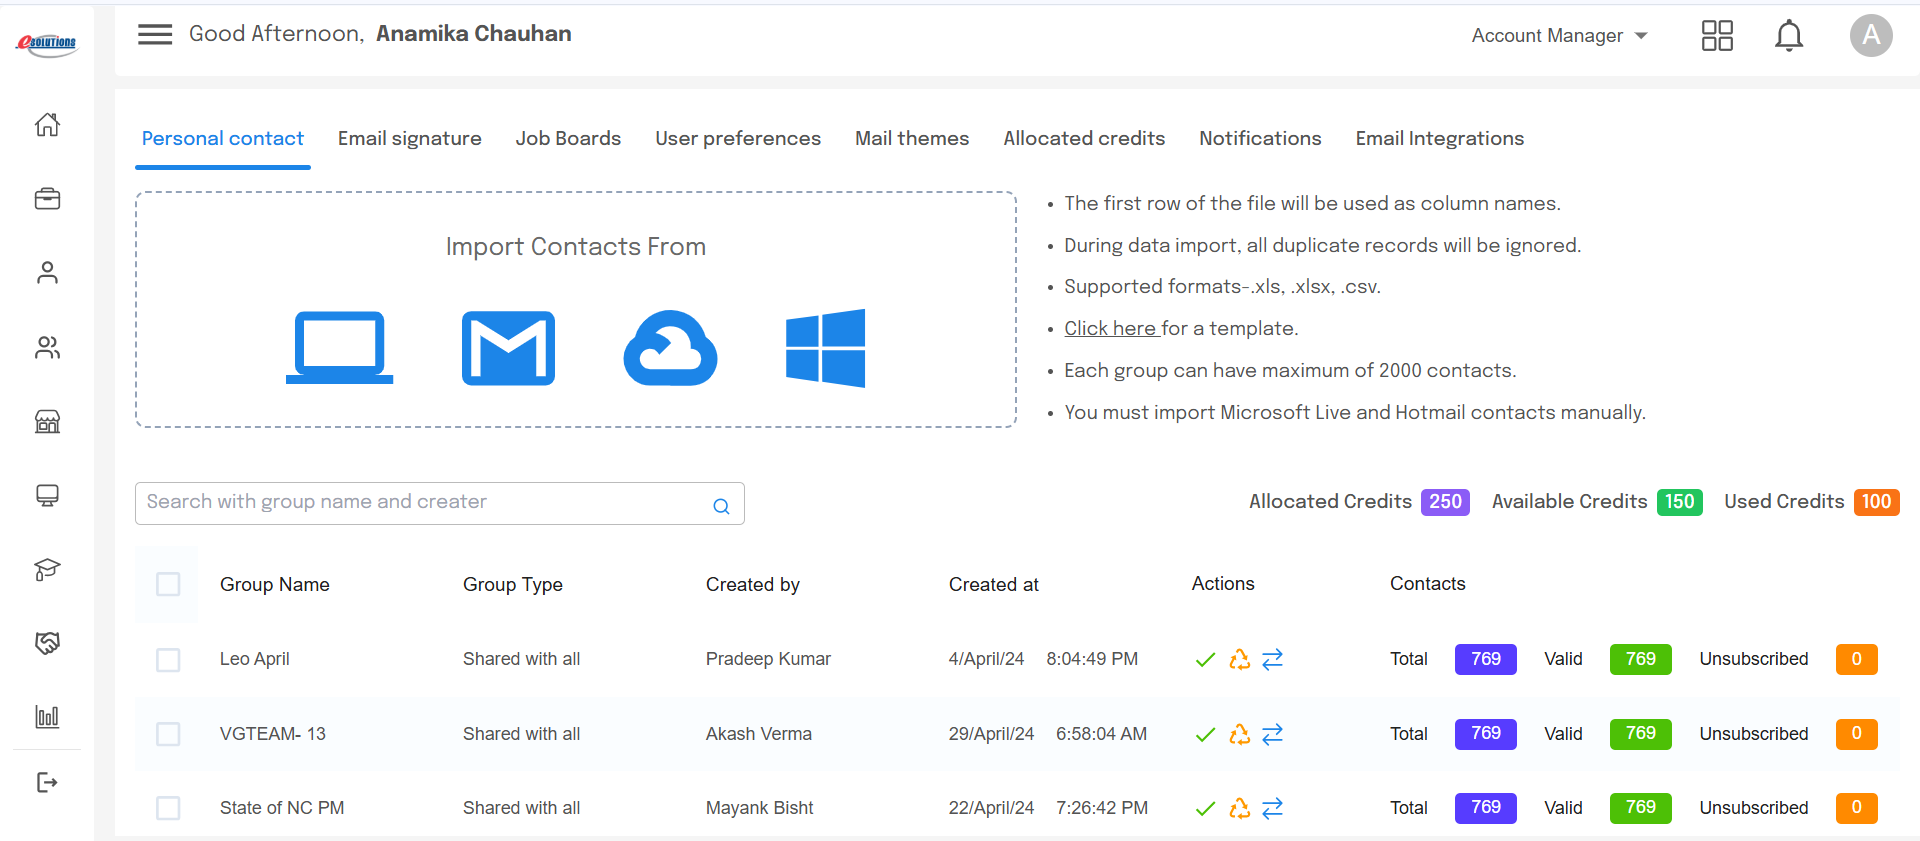 eSOLUTIONS
Good Afternoon, Anamika Chauhan
Account Manager
A
Personal contact Email signature Job Boards User preferences Mail themes Allocated credits Notifications Email Integrations
Import Contacts From
• The first row of the file will be used as column names.
• During data import, all duplicate records will be ignored.
• Supported formats-.xls, .xlsx, .csv.
• Click here for a template.
• Each group can have maximum of 2000 contacts.
• You must import Microsoft Live and Hotmail contacts manually.
Search with group name and creater
Allocated Credits 250 Available Credits 150 Used Credits 100
Group Name Group Type Created by Created at Actions Contacts
Leo April Shared with all Pradeep Kumar 4/April/24 8:04:49 PM Total 769 Valid 769 Unsubscribed 0
VGTEAM- 13 Shared with all Akash Verma 29/April/24 6:58:04 AM Total 769 Valid 769 Unsubscribed 0
State of NC PM Shared with all Mayank Bisht 22/April/24 7:26:42 PM Total 769 Valid 769 Unsubscribed 0